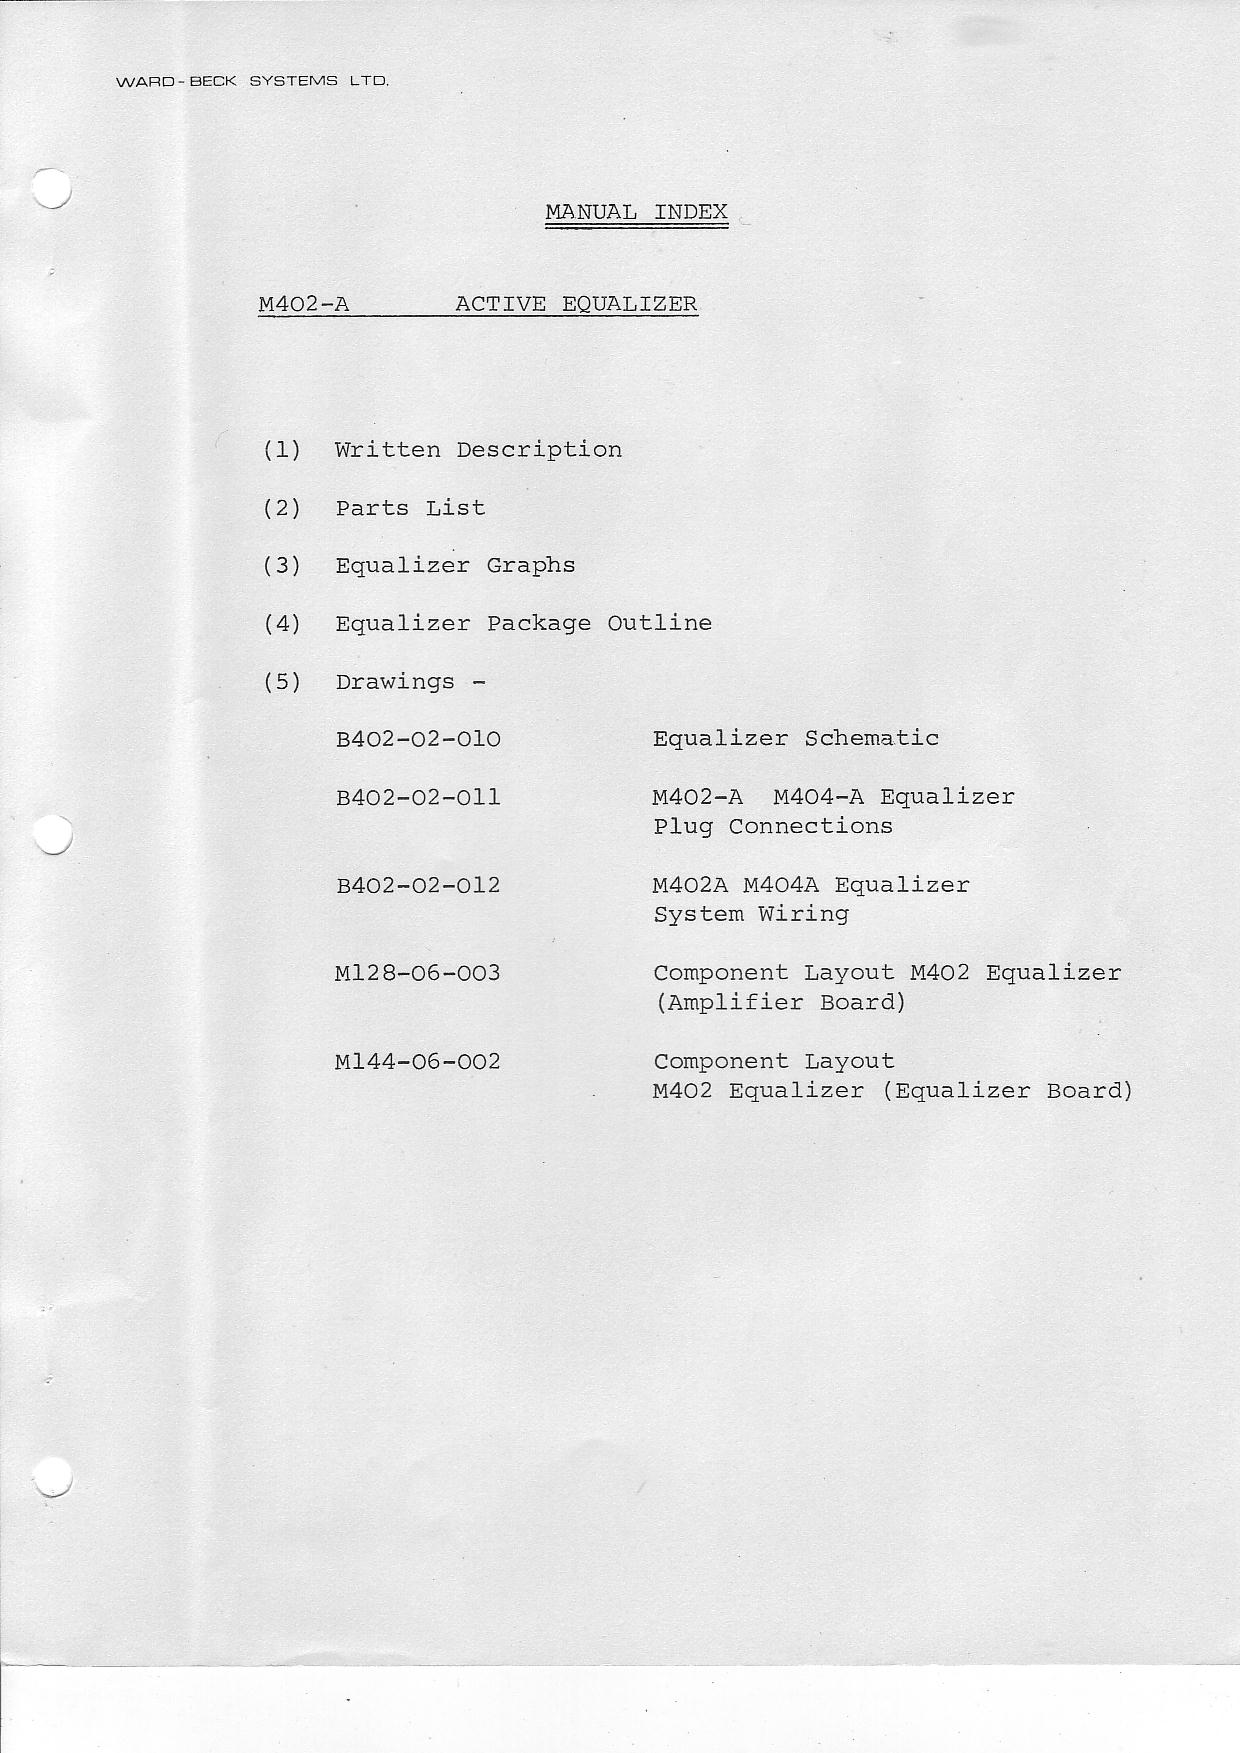 WARD-BECK SYSTEMS LTD.
MANUAL INDEX
M402-A ACTIVE EQUALIZER
(1) Written Description
(2) Parts List
(3) Equalizer Graphs
(4) Equalizer Package Outline
(5) Drawings -
B402-02-010 Equalizer Schematic
B402-02-011 M402-A M404-A Equalizer
Plug Connections
B402-02-012 M402A M404A Equalizer
System Wiring
M128-06-003 Component Layout M402 Equalizer
(Amplifier Board)
M144-06-002 Component Layout
M402 Equalizer (Equalizer Board)